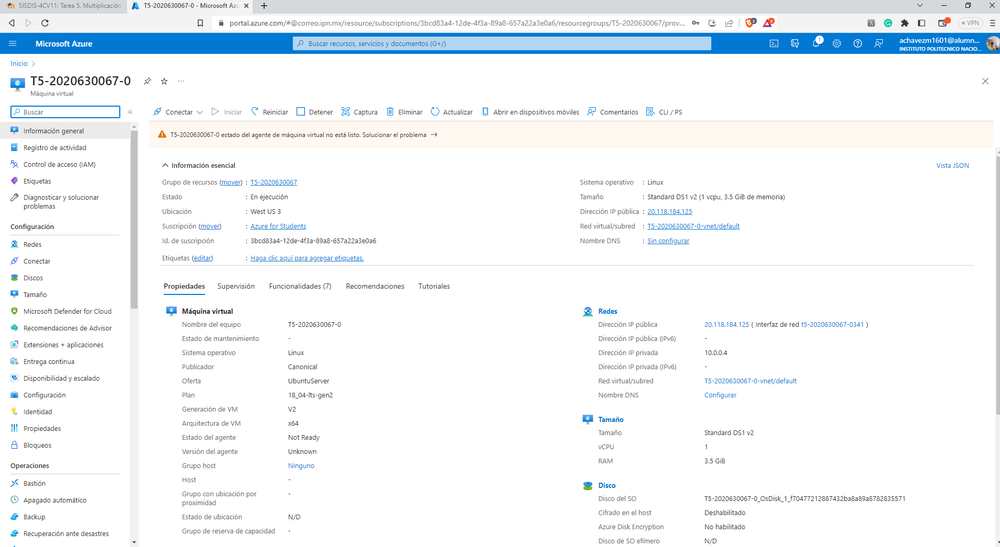 SISDIS-4CV11: Tarea 5. Multiplicación
T5-2020630067-0 - Microsoft Azu
portal.azure.com/#@correo.ipn.mx/resource/subscriptions/3bcd83a4-12de-4f3a-89a8-657a22a3e0a6/resourcegroups/T5-2020630067/prov...
2
3
VPN
Microsoft Azure
Buscar recursos, servicios y documentos (G+/)
1
achavezm1601@alumn...
INSTITUTO POLITECNICO NACIO...
Inicio
T5-2020630067-0
Máquina virtual
Buscar
Conectar
Iniciar
Reiniciar
Detener
Captura
Eliminar
Actualizar
Abrir en dispositivos móviles
Comentarios
CLI / PS
T5-2020630067-0 estado del agente de máquina virtual no está listo. Solucionar el problema →
Información general
Registro de actividad
Control de acceso (IAM)
Etiquetas
Diagnosticar y solucionar
problemas
Configuración
Redes
Conectar
Discos
Tamaño
Microsoft Defender for Cloud
Recomendaciones de Advisor
Extensiones + aplicaciones
Entrega continua
Disponibilidad y escalado
Configuración
Identidad
Propiedades
Bloqueos
Operaciones
Bastión
Apagado automático
Backup
Recuperación ante desastres
Información esencial
Vista JSON
Grupo de recursos (mover) : T5-2020630067
Estado : En ejecución
Ubicación : West US 3
Suscripción (mover) : Azure for Students
Id. de suscripción : 3bcd83a4-12de-4f3a-89a8-657a22a3e0a6
Etiquetas (editar) : Haga clic aquí para agregar etiquetas.
Sistema operativo : Linux
Tamaño : Standard DS1 v2 (1 vcpu, 3.5 GiB de memoria)
Dirección IP pública : 20.118.184.125
Red virtual/subred : T5-2020630067-0-vnet/default
Nombre DNS : Sin configurar
Propiedades
Supervisión
Funcionalidades (7)
Recomendaciones
Tutoriales
Máquina virtual
Nombre del equipo T5-2020630067-0
Estado de mantenimiento -
Sistema operativo Linux
Publicador Canonical
Oferta UbuntuServer
Plan 18_04-lts-gen2
Generación de VM V2
Arquitectura de VM x64
Estado del agente Not Ready
Versión del agente Unknown
Grupo host Ninguno
Host -
Grupo con ubicación por -
proximidad
Estado de ubicación N/D
Grupo de reserva de capacidad -
Redes
Dirección IP pública 20.118.184.125 ( Interfaz de red t5-2020630067-0341 )
Dirección IP pública (IPv6) -
Dirección IP privada 10.0.0.4
Dirección IP privada (IPv6) -
Red virtual/subred T5-2020630067-0-vnet/default
Nombre DNS Configurar
Tamaño
Tamaño Standard DS1 v2
vCPU 1
RAM 3.5 GiB
Disco
Disco del SO T5-2020630067-0_OsDisk_1_f70477212887432ba8a89a8782835571
Cifrado en el host Deshabilitado
Azure Disk Encryption No habilitado
Disco de SO efímero N/D